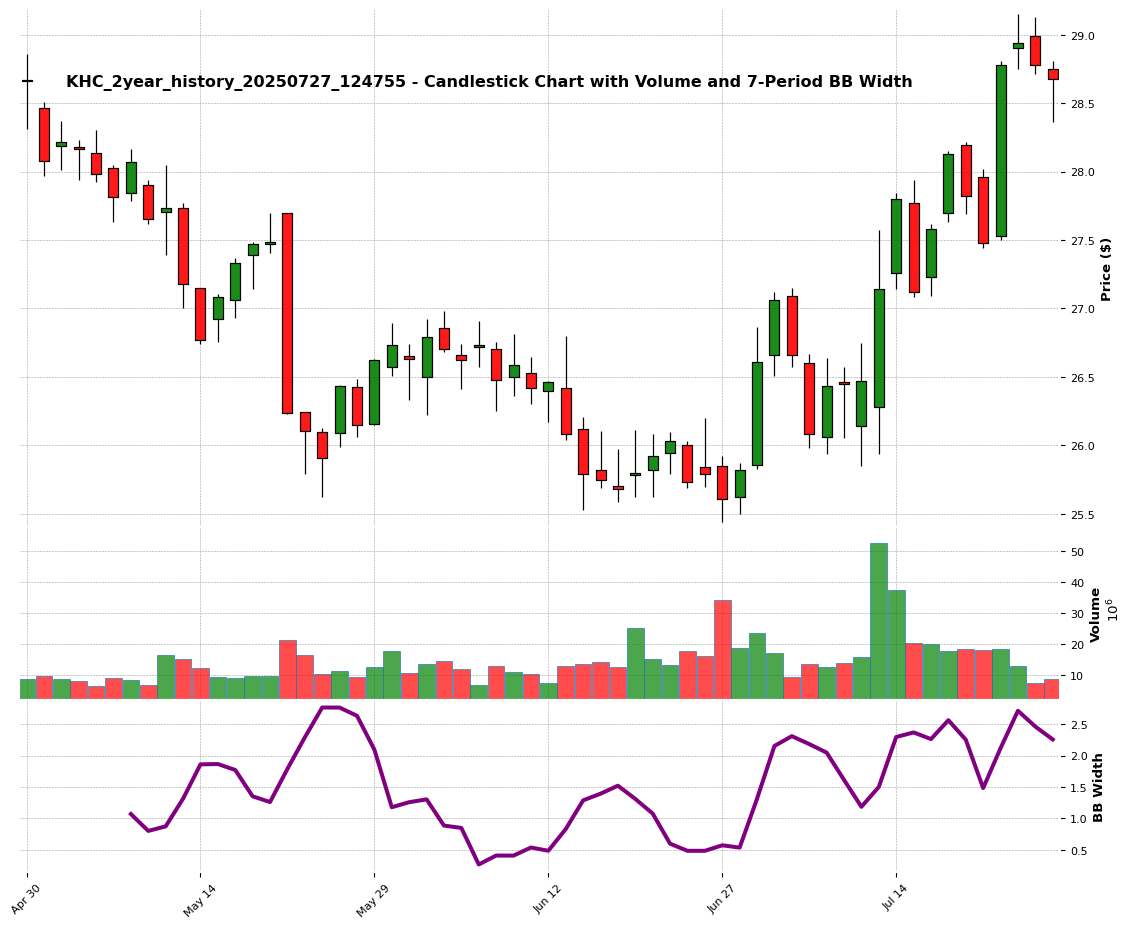 KHC_2year_history_20250727_124755 - Candlestick Chart with Volume and 7-Period BB Width
29.0
28.5
28.0
27.5
27.0
26.5
26.0
25.5
Price ($)
50
40
30
20
10
Volume
10^6
2.5
2.0
1.5
1.0
0.5
BB Width
Apr 30
May 14
May 29
Jun 12
Jun 27
Jul 14